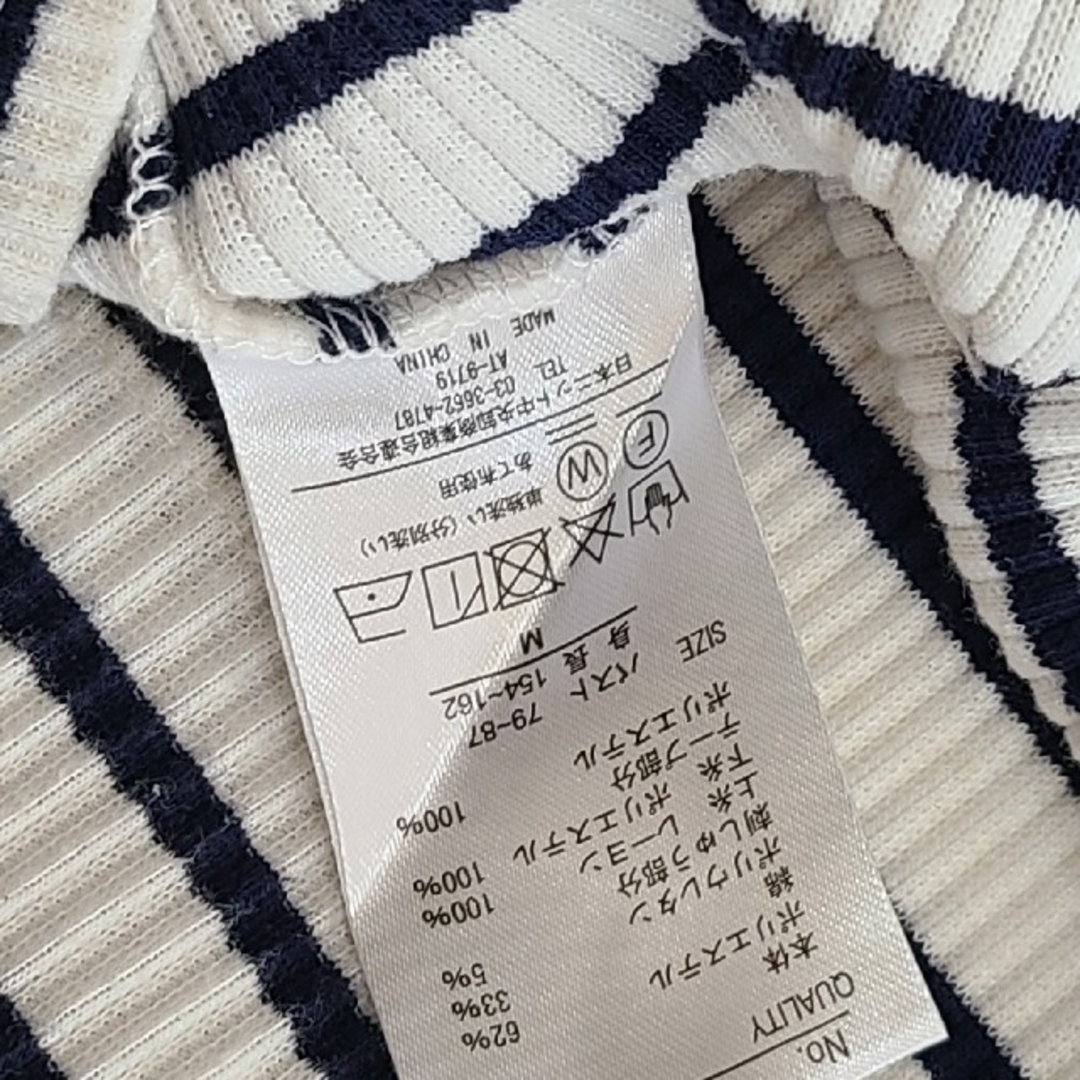 No.
QUALITY
本体
ポリエステル 62%
綿 33%
ポリウレタン 5%
刺しゅう部分
上糸 レーヨン 100%
下糸 ポリエステル 100%
テープ部分
ポリエステル 100%
SIZE
バスト 79~87
身長 154~162
M
単独洗い(分別洗い)
あて布使用
W
F
日本ニット中央卸商業組合連合会
TEL 03-3662-4787
AT-9719
MADE IN CHINA